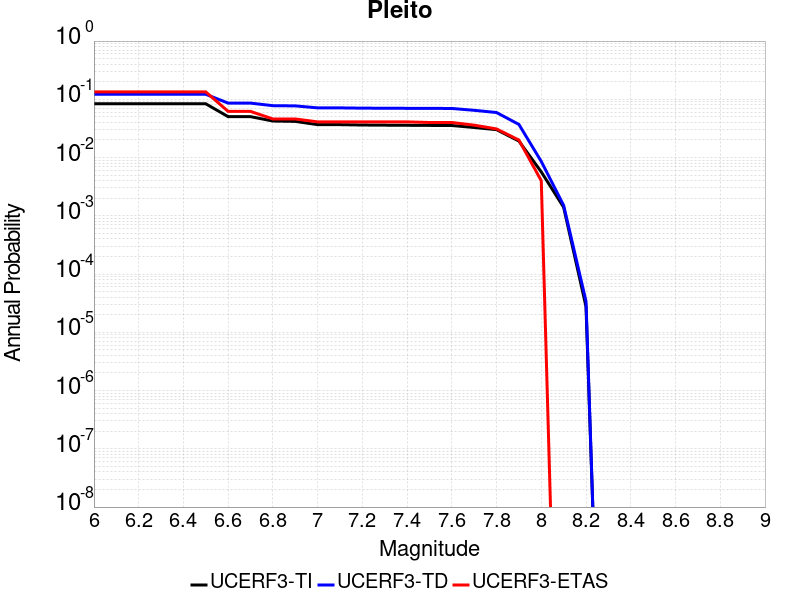 Pleito
10^0
10^-1
10^-2
10^-3
10^-4
10^-5
10^-6
10^-7
10^-8
Annual Probability
6 6.2 6.4 6.6 6.8 7 7.2 7.4 7.6 7.8 8 8.2 8.4 8.6 8.8 9
Magnitude
UCERF3-TI UCERF3-TD UCERF3-ETAS